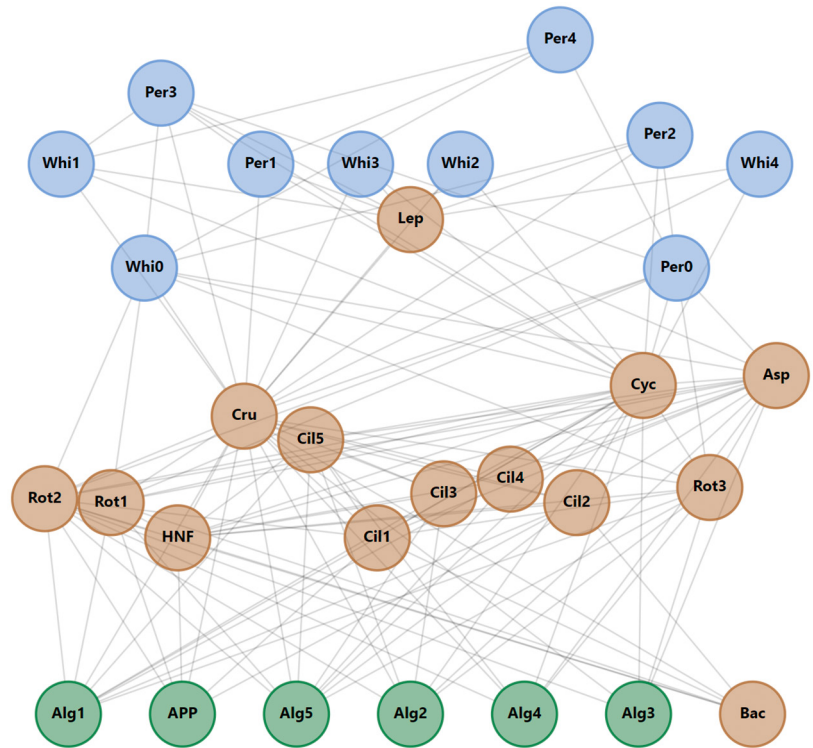 Per4
Per3
Per2
Whi1
Per1
Whi3
Whi2
Whi4
Lep
Whi0
Per0
Asp
Cyc
Cru
Cil5
Cil4
Rot3
Cil3
Rot2
Rot1
Cil2
HNF
Cil1
Alg1
APP
Alg5
Alg2
Alg4
Alg3
Bac